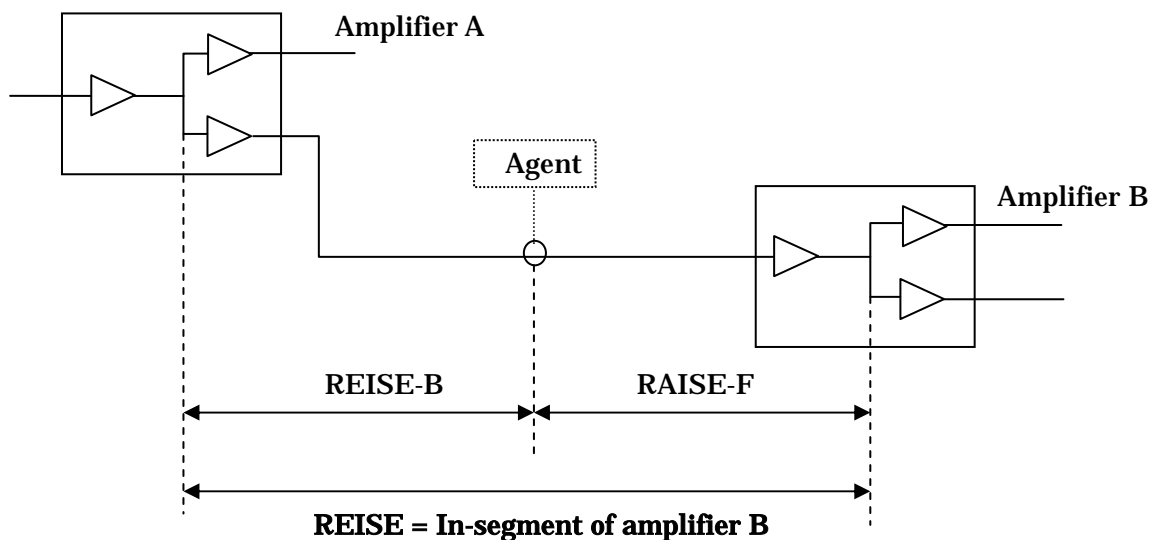 Amplifier A
Agent
Amplifier B
REISE-B
RAISE-F
REISE = In-segment of amplifier B